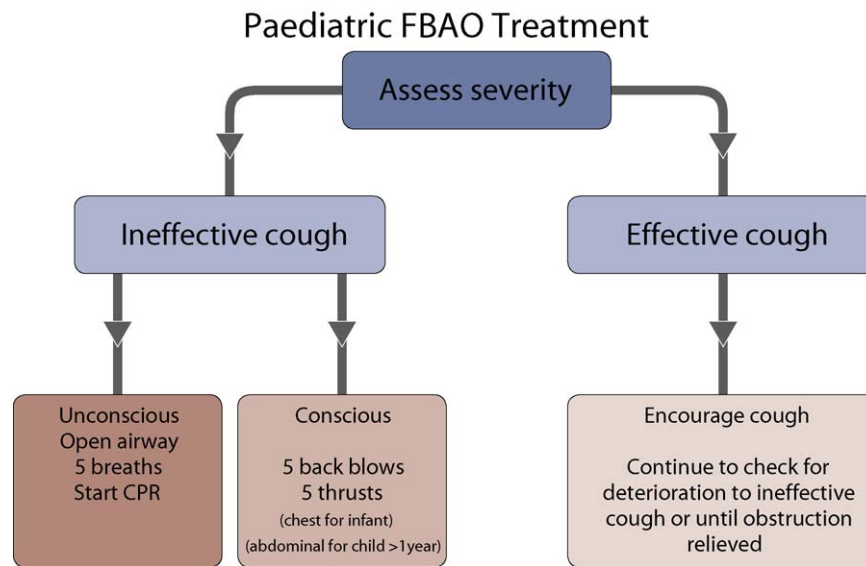 Paediatric FBAO Treatment
Assess severity
Ineffective cough
Effective cough
Unconscious
Open airway
5 breaths
Start CPR
Conscious
5 back blows
5 thrusts
(chest for infant)
(abdominal for child >1year)
Encourage cough
Continue to check for
deterioration to ineffective
cough or until obstruction
relieved